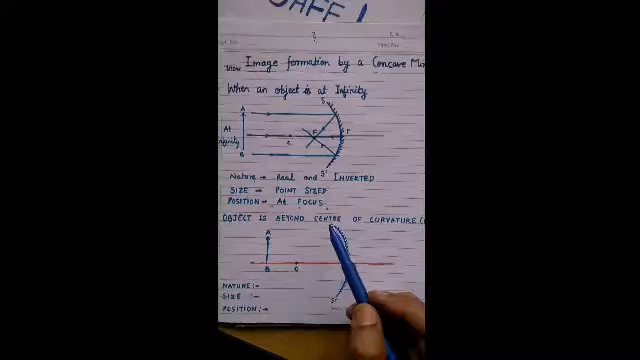 2
Image formation by a Concave
When an object is at Infinity
A
S
At
Infinity
C
F
P
B
S'
Nature → Real and INVERTED
SIZE → POINT SIZED
POSITION → At FOCUS.
OBJECT IS BEYOND CENTRE OF CURVATURE
A
B
C
NATURE:-
SIZE :-
POSITION:-
S'